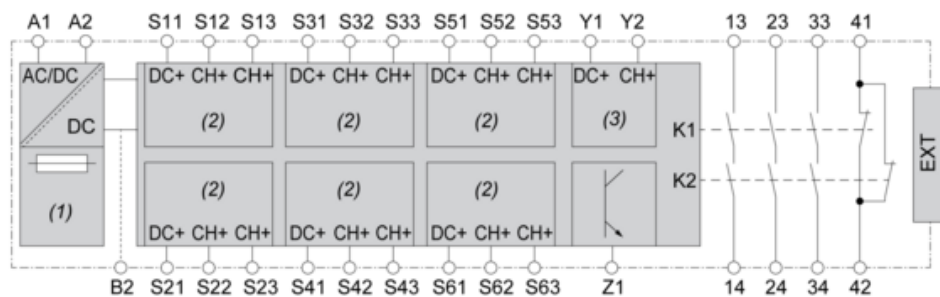 A1 A2 S11 S12 S13 S31 S32 S33 S51 S52 S53 Y1 Y2 13 23 33 41
AC/DC DC+ CH+ CH+ DC+ CH+ CH+ DC+ CH+ CH+ DC+ CH+
DC (2) (2) (2) (3) K1
EXT
(1) (2) (2) (2) K2
DC+ CH+ CH+ DC+ CH+ CH+ DC+ CH+ CH+
B2 S21 S22 S23 S41 S42 S43 S61 S62 S63 Z1 14 24 34 42